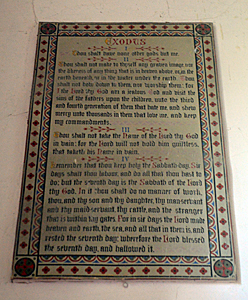 EXODUS
I
Thou shalt have none other gods but me.
II
Thou shalt not make to thyself any graven image, nor
the likeness of any thing that is in heaven above, or in the
earth beneath, or in the water under the earth. Thou
shalt not bow down to them, nor worship them: for
I the Lord thy God am a jealous God and visit the
sins of the fathers upon the children, unto the third
and fourth generation of them that hate me, and shew
mercy unto thousands in them that love me, and keep
my commandments.
III
Thou shalt not take the Name of the Lord thy God
in vain: for the Lord will not hold him guiltless,
that taketh his Name in vain.
IV
Remember that thou keep holy the Sabbath day. Six
days shalt thou labour, and do all that thou hast to
do; but the seventh day is the Sabbath of the Lord
thy God. In it thou shalt do no manner of work,
thou, and thy son and thy daughter, thy man-servant
and thy maid-servant, thy cattle, and the stranger
that is within thy gates. For in six days the Lord made
heaven and earth, the sea, and all that in them is, and
rested the seventh day; wherefore the Lord blessed
the seventh day, and hallowed it.